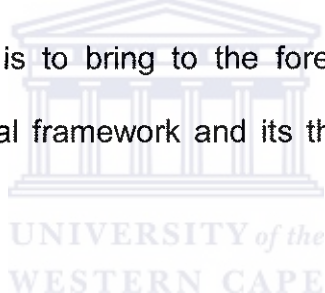 is to bring to the fore
al framework and its th
UNIVERSITY of the
WESTERN CAPE